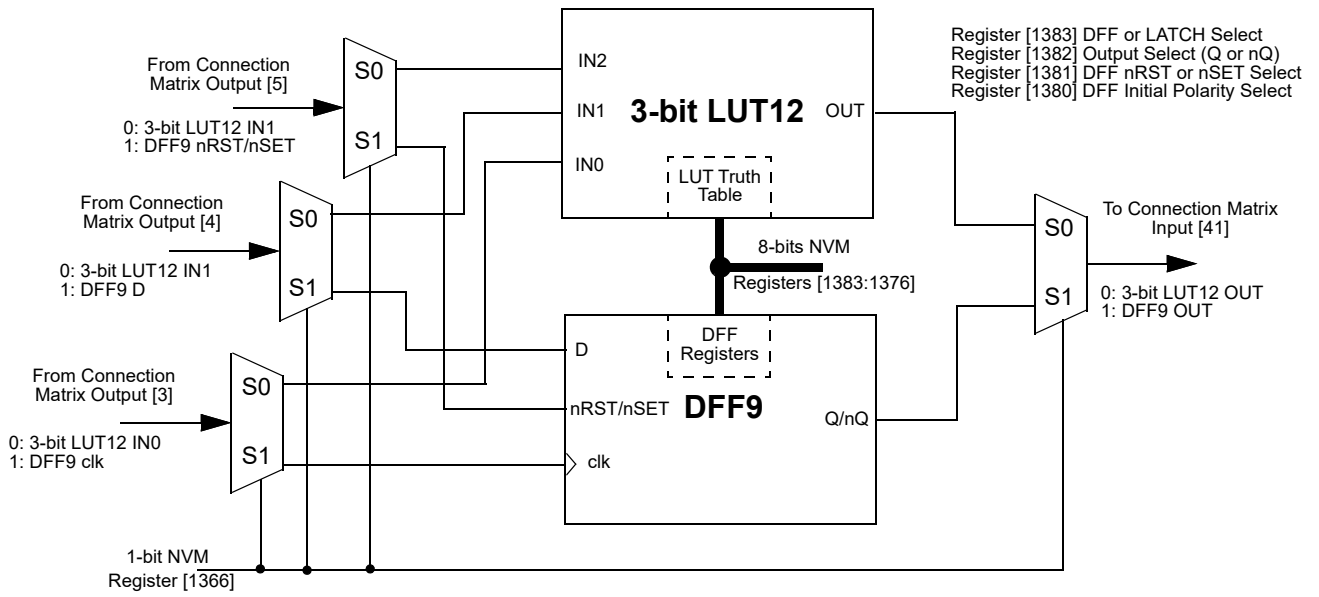 From Connection
Matrix Output [5]
0: 3-bit LUT12 IN1
1: DFF9 nRST/nSET
S0
S1
From Connection
Matrix Output [4]
0: 3-bit LUT12 IN1
1: DFF9 D
S0
S1
From Connection
Matrix Output [3]
0: 3-bit LUT12 IN0
1: DFF9 clk
S0
S1
1-bit NVM
Register [1366]
IN2
IN1
IN0
3-bit LUT12
OUT
LUT Truth
Table
8-bits NVM
Registers [1383:1376]
DFF
Registers
D
nRST/nSET
clk
DFF9
Q/nQ
Register [1383] DFF or LATCH Select
Register [1382] Output Select (Q or nQ)
Register [1381] DFF nRST or nSET Select
Register [1380] DFF Initial Polarity Select
S0
S1
To Connection Matrix
Input [41]
0: 3-bit LUT12 OUT
1: DFF9 OUT